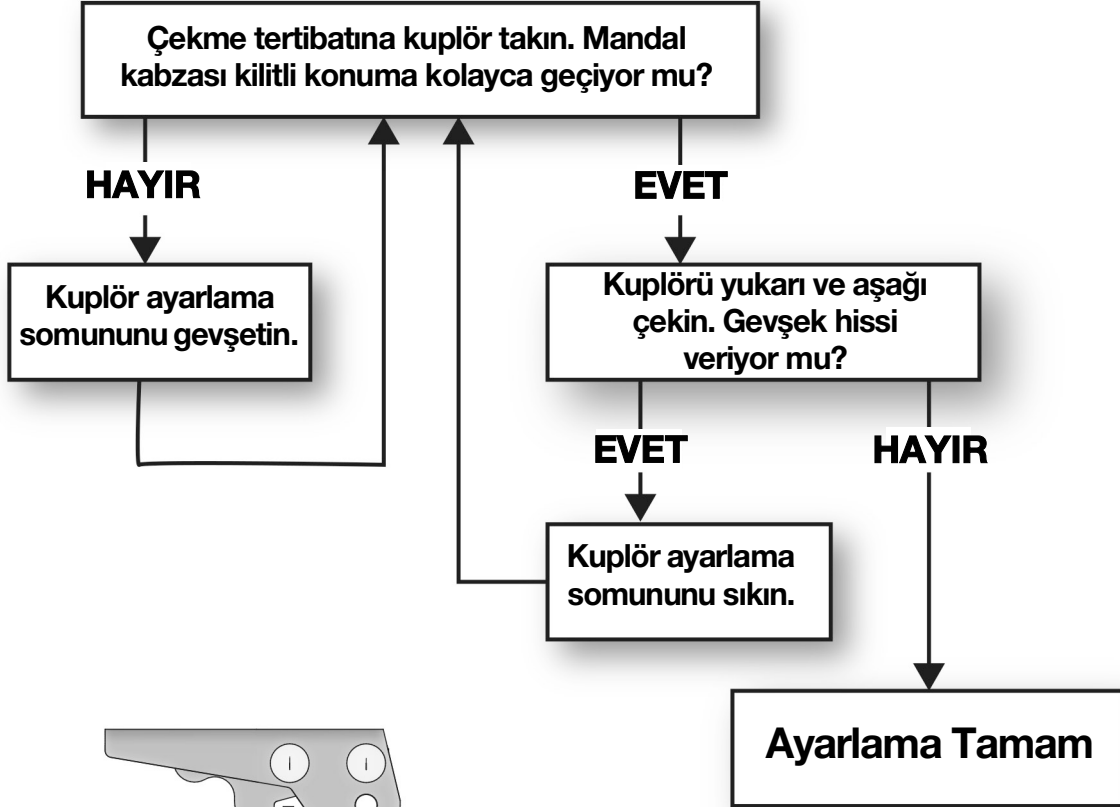 Çekme tertibatına kuplör takın. Mandal
kabzası kilitli konuma kolayca geçiyor mu?
HAYIR
EVET
Kuplör ayarlama
somununu gevşetin.
Kuplörü yukarı ve aşağı
çekin. Gevşek hissi
veriyor mu?
EVET
HAYIR
Kuplör ayarlama
somununu sıkın.
Ayarlama Tamam